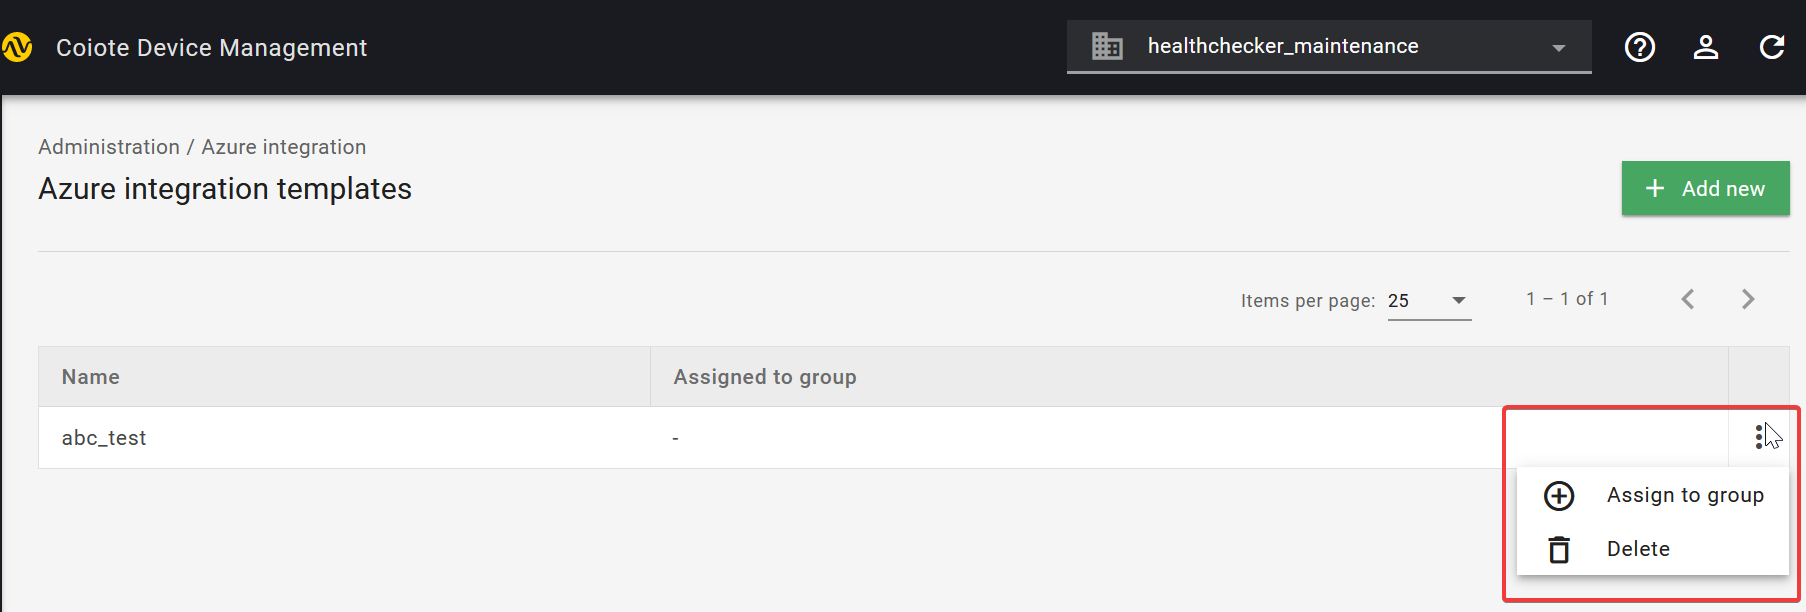 Coiote Device Management
healthchecker_maintenance
Administration / Azure integration
Azure integration templates
Add new
Items per page: 25
1 – 1 of 1
Name
Assigned to group
abc_test
-
Assign to group
Delete